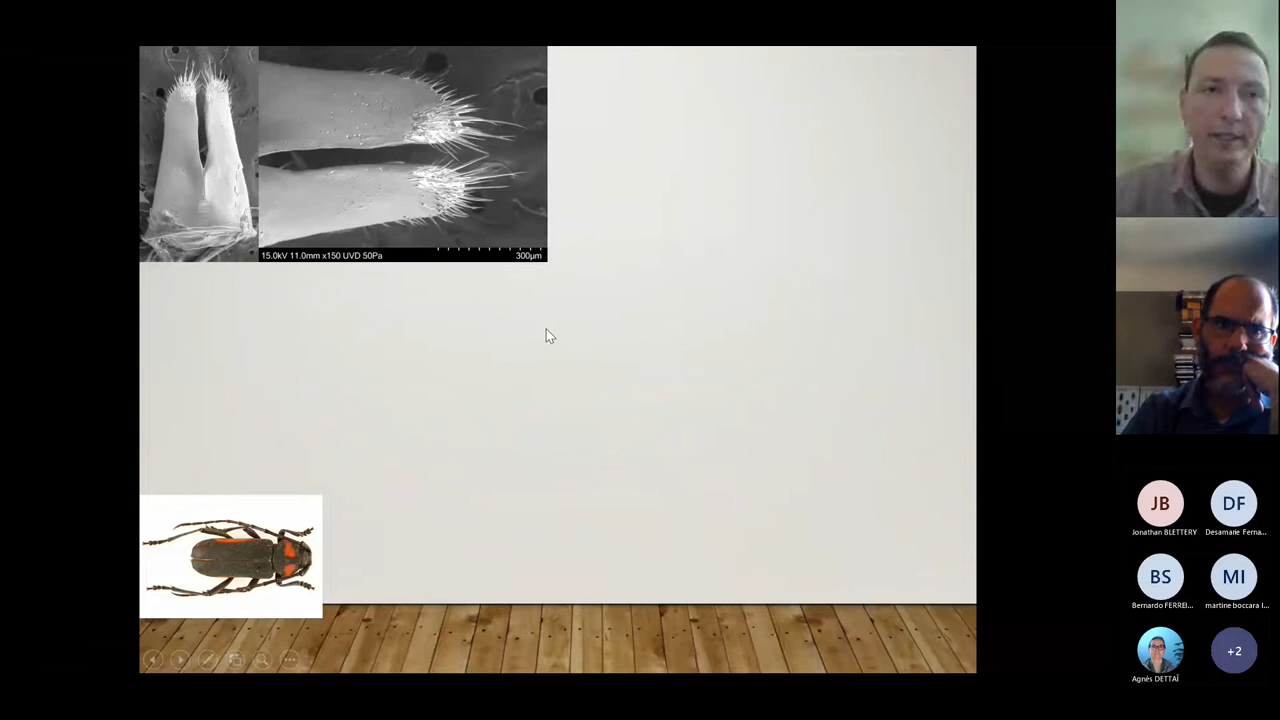 15.0kV 11.0mm x150 UVD 50Pa 300µm
JB
DF
Jonathan BLETTERY
Desamarie Ferna...
BS
MI
Bernardo FERREI...
martine boccara I...
+2
Agnès DETTAÏ